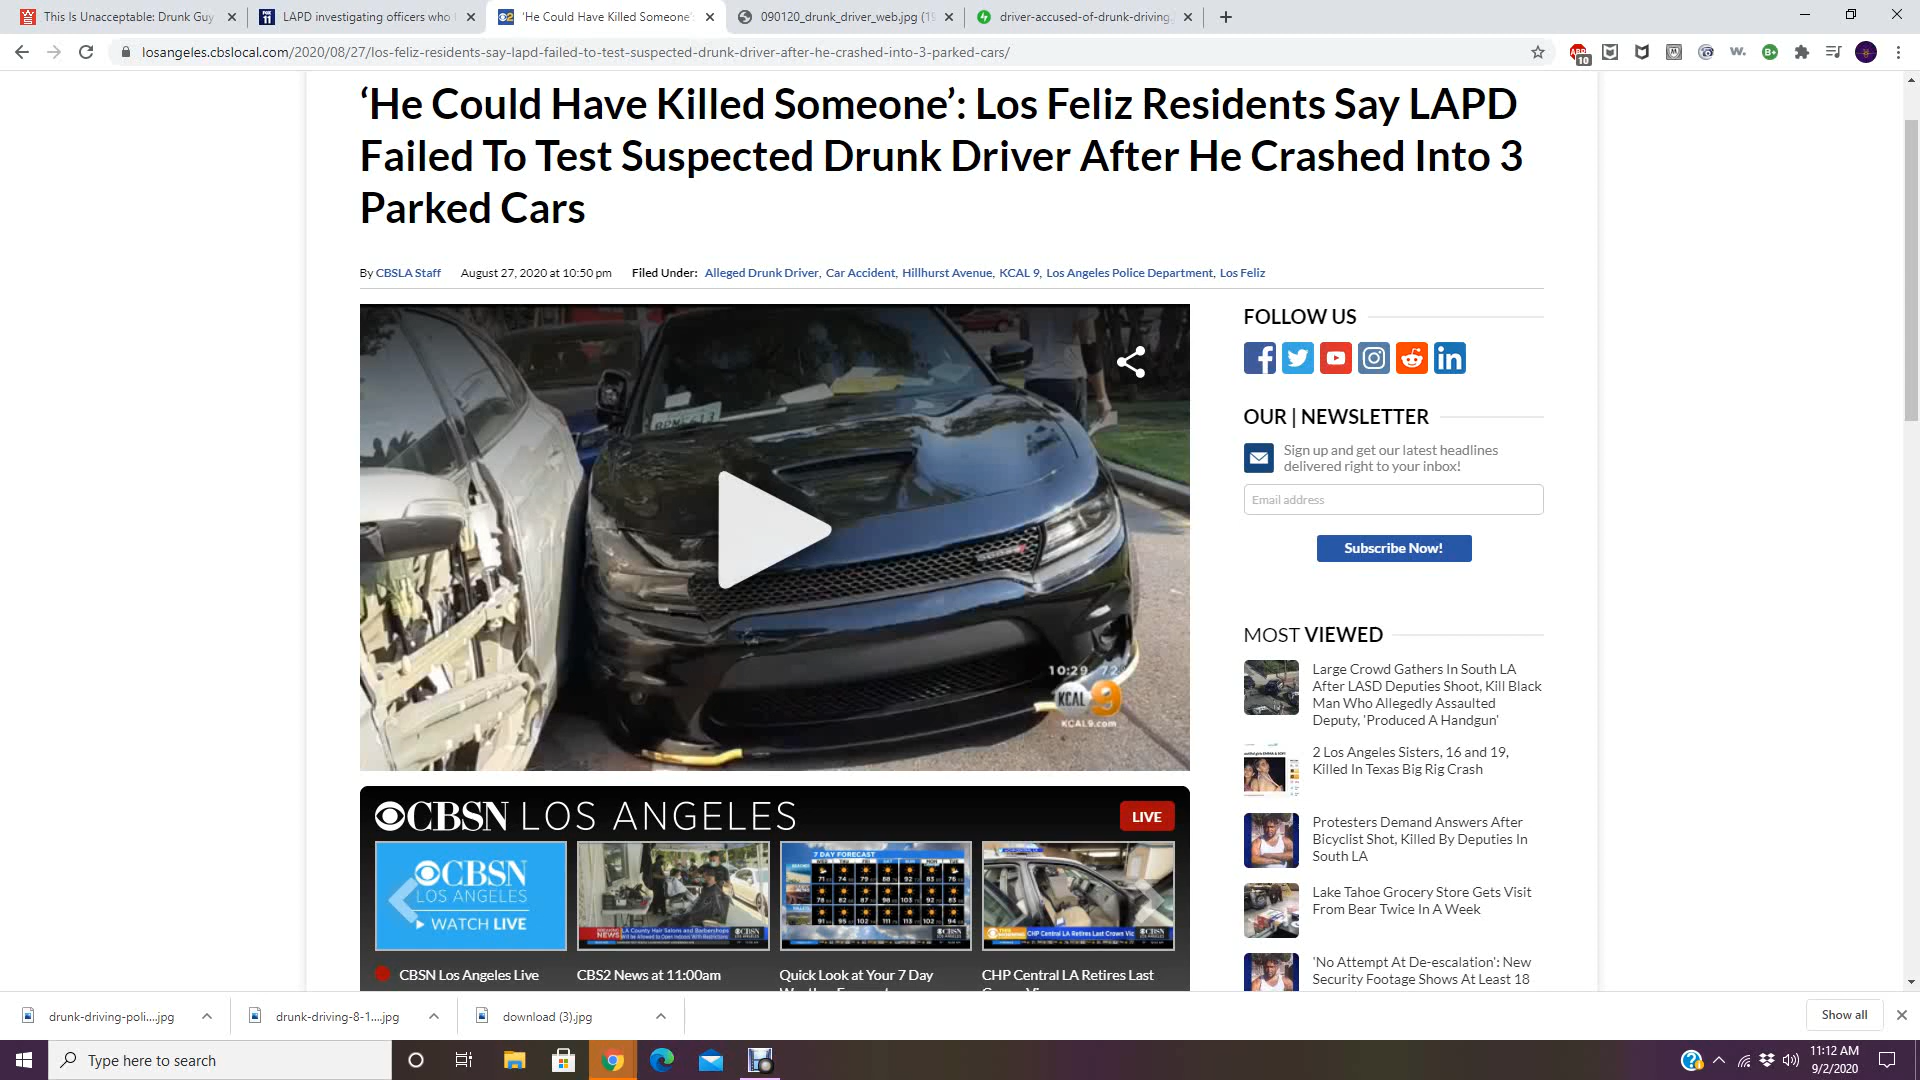 This Is Unacceptable: Drunk Guy
LAPD investigating officers who
'He Could Have Killed Someone'
090120_drunk_driver_web.jpg
driver-accused-of-drunk-driving
losangeles.cbslocal.com/2020/08/27/los-feliz-residents-say-lapd-failed-to-test-suspected-drunk-driver-after-he-crashed-into-3-parked-cars/
10
‘He Could Have Killed Someone’: Los Feliz Residents Say LAPD
Failed To Test Suspected Drunk Driver After He Crashed Into 3
Parked Cars
By CBSLA Staff August 27, 2020 at 10:50 pm Filed Under: Alleged Drunk Driver, Car Accident, Hillhurst Avenue, KCAL 9, Los Angeles Police Department, Los Feliz
10:29 72
KCAL 9
KCAL9.com
CBSN LOS ANGELES
LIVE
CBSN
LOS ANGELES
WATCH LIVE
7 DAY FORECAST
CHP Central LA Retires Last Crown Vic
CBSN Los Angeles Live
CBS2 News at 11:00am
Quick Look at Your 7 Day
CHP Central LA Retires Last
FOLLOW US
OUR | NEWSLETTER
Sign up and get our latest headlines
delivered right to your inbox!
Email address
Subscribe Now!
MOST VIEWED
Large Crowd Gathers In South LA
After LASD Deputies Shoot, Kill Black
Man Who Allegedly Assaulted
Deputy, 'Produced A Handgun'
2 Los Angeles Sisters, 16 and 19,
Killed In Texas Big Rig Crash
Protesters Demand Answers After
Bicyclist Shot, Killed By Deputies In
South LA
Lake Tahoe Grocery Store Gets Visit
From Bear Twice In A Week
'No Attempt At De-escalation': New
Security Footage Shows At Least 18
drunk-driving-poli....jpg
drunk-driving-8-1....jpg
download (3).jpg
Show all
Type here to search
11:12 AM
9/2/2020